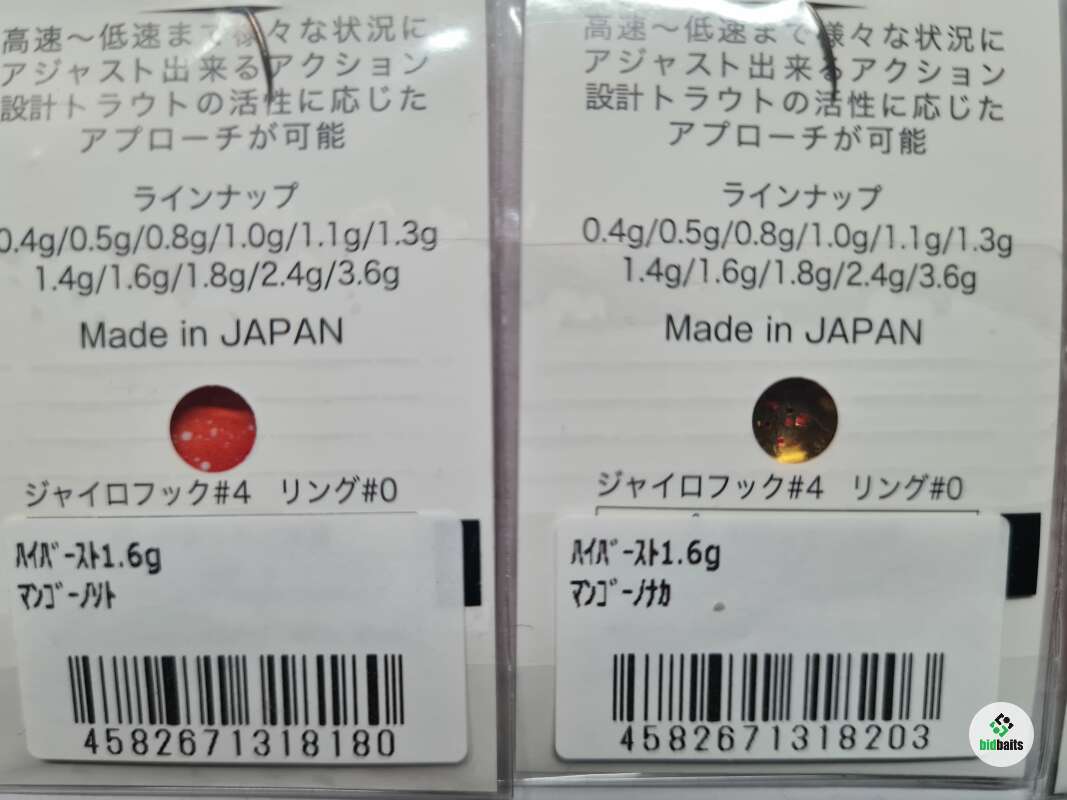 高速〜低速まで様々な状況に
アジャスト出来るアクション
設計トラウトの活性に応じた
アプローチが可能
ラインナップ
0.4g/0.5g/0.8g/1.0g/1.1g/1.3g
1.4g/1.6g/1.8g/2.4g/3.6g
Made in JAPAN
ジャイロフック#4 リング#0
ﾊｲﾊﾞｰｽﾄ1.6g
ﾏﾝｺﾞｰﾉｿﾄ
4582671318180
高速〜低速まで様々な状況に
アジャスト出来るアクション
設計トラウトの活性に応じた
アプローチが可能
ラインナップ
0.4g/0.5g/0.8g/1.0g/1.1g/1.3g
1.4g/1.6g/1.8g/2.4g/3.6g
Made in JAPAN
ジャイロフック#4 リング#0
ﾊｲﾊﾞｰｽﾄ1.6g
ﾏﾝｺﾞｰﾉﾅｶ
4582671318203
bidbaits